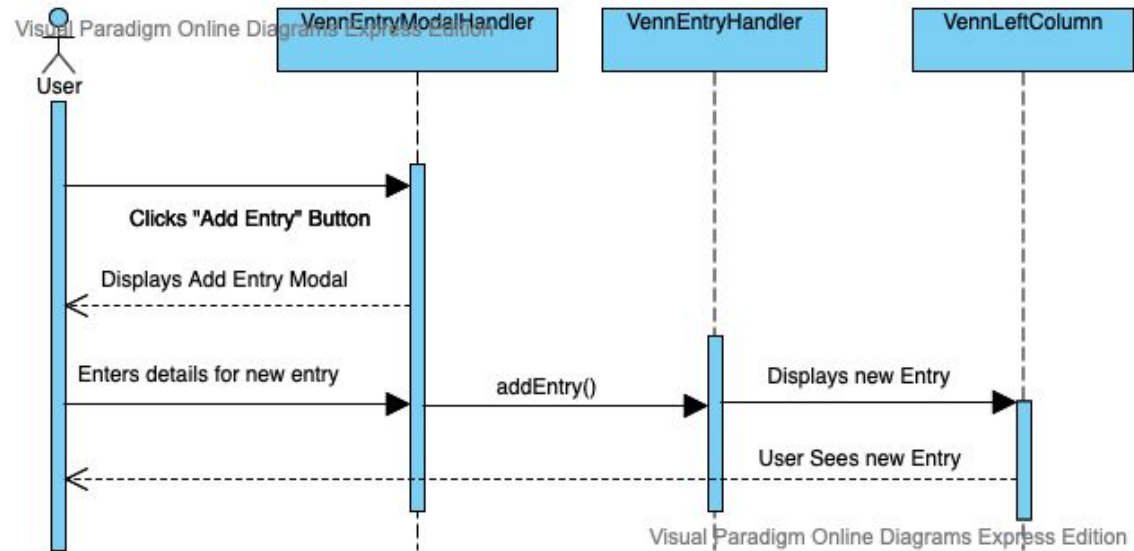 Visual Paradigm Online Diagrams Express Edition
VennEntryModalHandler
VennEntryHandler
VennLeftColumn
User
Clicks "Add Entry" Button
Displays Add Entry Modal
Enters details for new entry
addEntry()
Displays new Entry
User Sees new Entry
Visual Paradigm Online Diagrams Express Edition